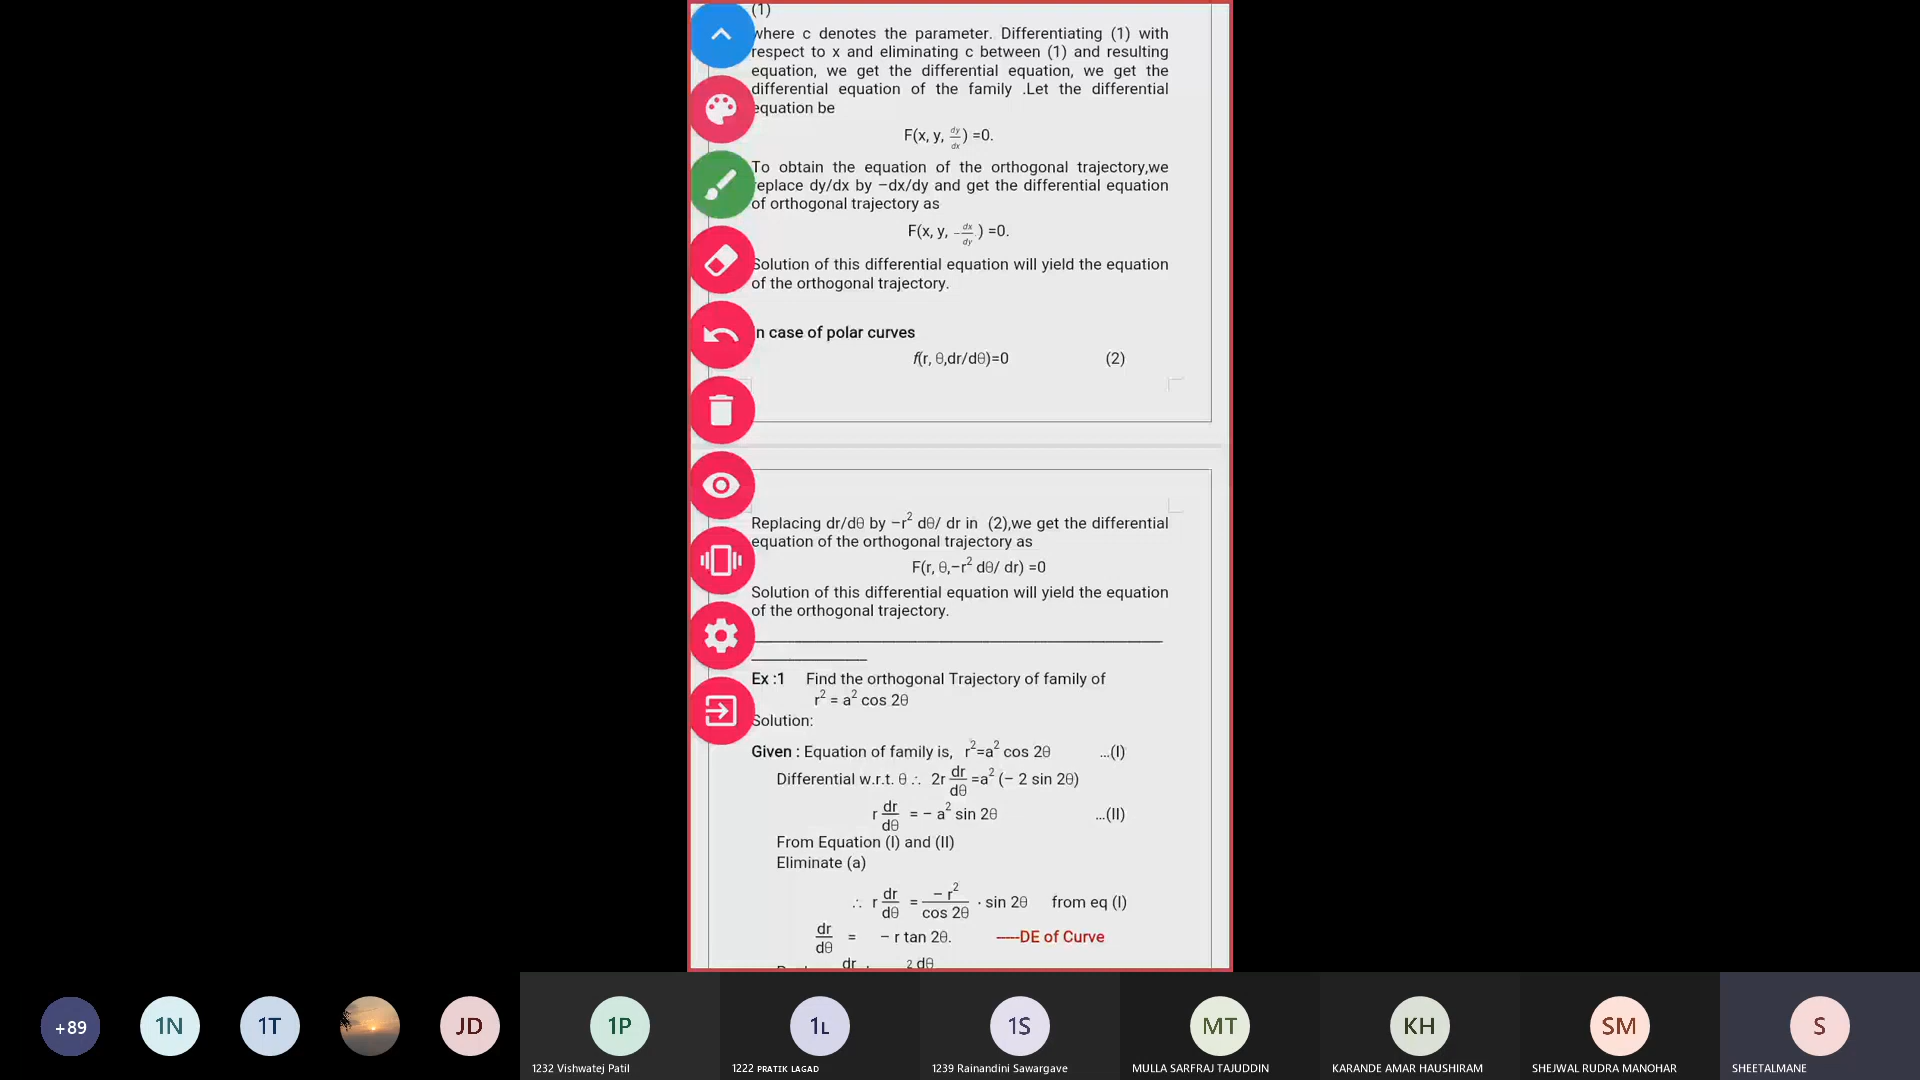 (1)
where c denotes the parameter. Differentiating (1) with
respect to x and eliminating c between (1) and resulting
equation, we get the differential equation, we get the
differential equation of the family .Let the differential
equation be
F(x, y, dy/dx) =0.
To obtain the equation of the orthogonal trajectory,we
replace dy/dx by −dx/dy and get the differential equation
of orthogonal trajectory as
F(x, y, −dx/dy ) =0.
Solution of this differential equation will yield the equation
of the orthogonal trajectory.
n case of polar curves
f(r, θ,dr/dθ)=0 (2)
Replacing dr/dθ by −r² dθ/ dr in (2),we get the differential
equation of the orthogonal trajectory as
F(r, θ,−r² dθ/ dr) =0
Solution of this differential equation will yield the equation
of the orthogonal trajectory.
Ex :1 Find the orthogonal Trajectory of family of
r² = a² cos 2θ
Solution:
Given : Equation of family is, r²=a² cos 2θ ...(I)
Differential w.r.t. θ ∴ 2r dr/dθ =a² (− 2 sin 2θ)
r dr/dθ = − a² sin 2θ ...(II)
From Equation (I) and (II)
Eliminate (a)
∴ r dr/dθ = − r²/cos 2θ · sin 2θ from eq (I)
dr/dθ = − r tan 2θ. -----DE of Curve
dr 2 dθ
+89
1N
1T
JD
1P
1L
1S
MT
KH
SM
S
1232 Vishwatej Patil
1222 PRATIK LAGAD
1239 Rainandini Sawargave
MULLA SARFRAJ TAJUDDIN
KARANDE AMAR HAUSHIRAM
SHEJWAL RUDRA MANOHAR
SHEETALMANE